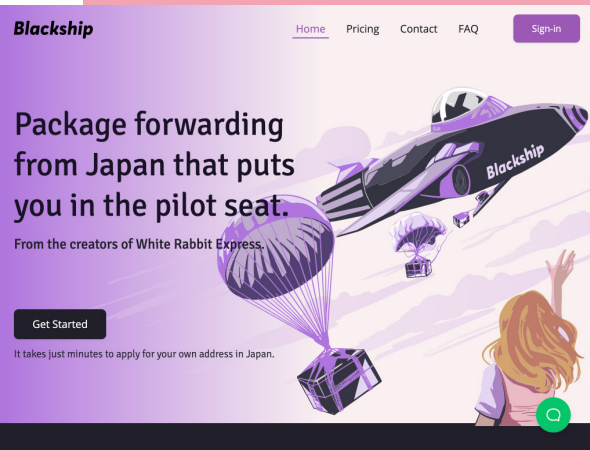 Blackship
Home Pricing Contact FAQ Sign-in
Package forwarding
from Japan that puts
you in the pilot seat.
From the creators of White Rabbit Express.
Get Started
It takes just minutes to apply for your own address in Japan.
Blackship